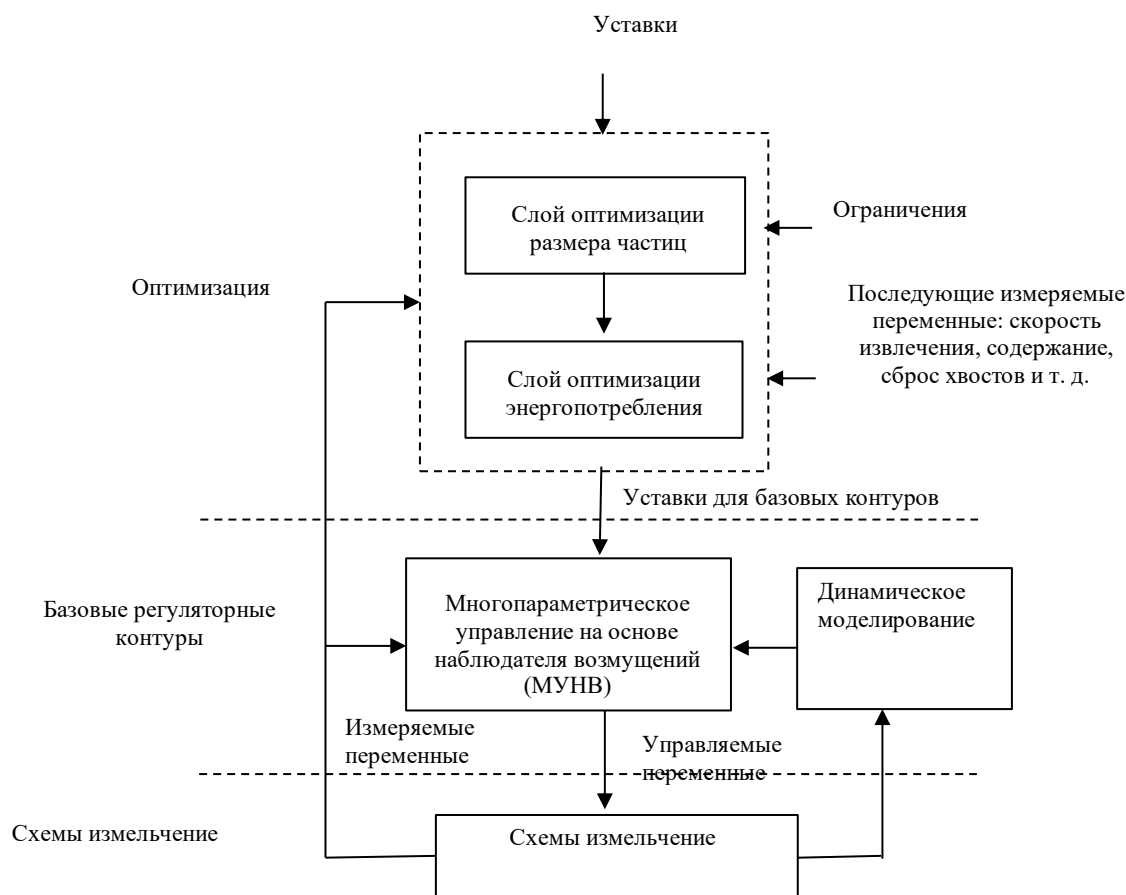 Уставки
Слой оптимизации
размера частиц
Ограничения
Оптимизация
Последующие измеряемые
переменные: скорость
извлечения, содержание,
сброс хвостов и т. д.
Слой оптимизации
энергопотребления
Уставки для базовых контуров
Базовые регуляторные
контуры
Многопараметрическое
управление на основе
наблюдателя возмущений
(МУНВ)
Динамическое
моделирование
Измеряемые
переменные
Управляемые
переменные
Схемы измельчение
Схемы измельчение